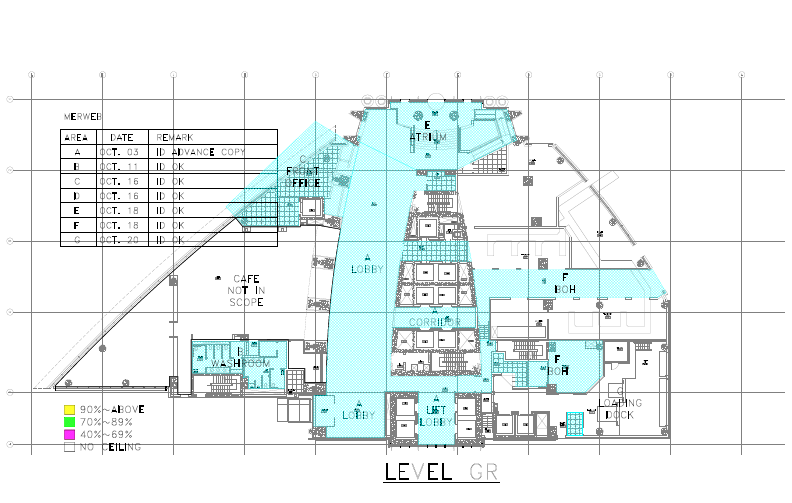 MERWEB
AREA DATE REMARK
A OCT. 03 ID ADVANCE COPY
B OCT. 11 ID OK
C OCT. 16 ID OK
D OCT. 16 ID OK
E OCT. 18 ID OK
F OCT. 18 ID OK
G OCT. 20 ID OK
E
ATRIUM
C
FRONT
OFFICE
A
LOBBY
CAFE
NOT IN
SCOPE
F
BOH
A
CORRIDOR
WASHROOM
F
BOH
A
LOBBY
A
LIFT
LOBBY
G
LOADING
DOCK
90%~ABOVE
70%~89%
40%~69%
NO CEILING
LEVEL GR